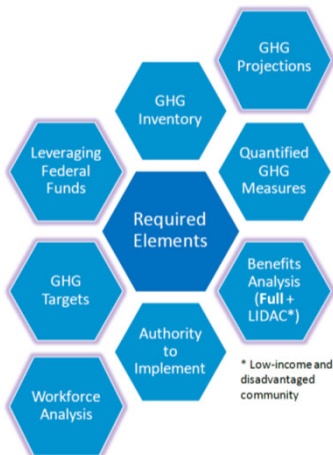 GHG
Projections
GHG
Inventory
Leveraging
Federal
Funds
Quantified
GHG
Measures
Required
Elements
GHG
Targets
Benefits
Analysis
(Full +
LIDAC*)
Authority
to
Implement
* Low-income and
disadvantaged
community
Workforce
Analysis